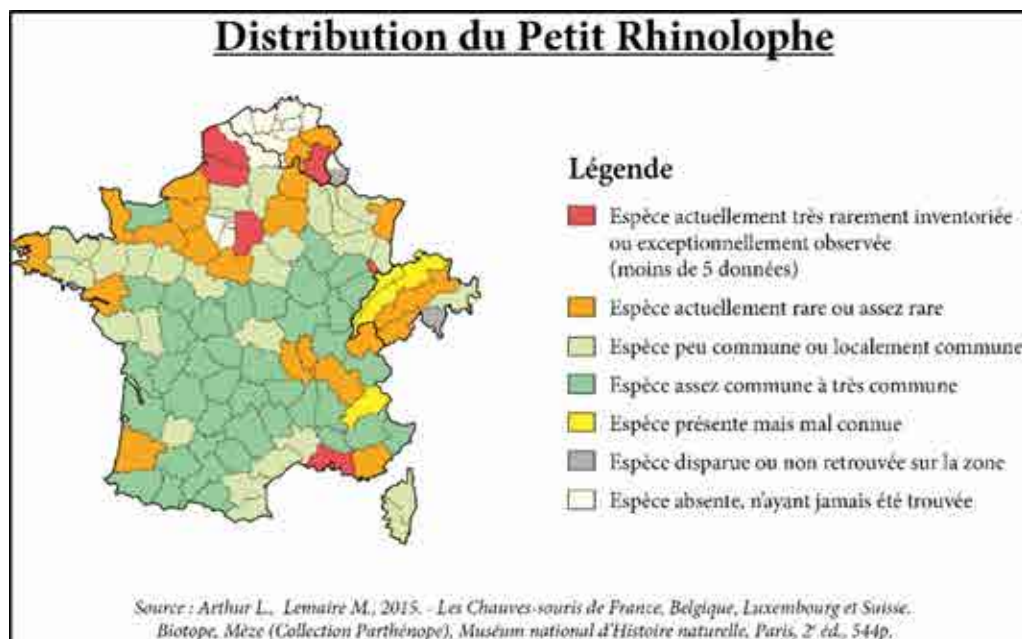 Distribution du Petit Rhinolophe
Légende
Espèce actuellement très rarement inventoriée
ou exceptionnellement observée
(moins de 5 données)
Espèce actuellement rare ou assez rare
Espèce peu commune ou localement commune
Espèce assez commune à très commune
Espèce présente mais mal connue
Espèce disparue ou non retrouvée sur la zone
Espèce absente, n'ayant jamais été trouvée
Source : Arthur L., Lemaire M., 2015. - Les Chauves-souris de France, Belgique, Luxembourg et Suisse.
Biotope, Mèze (Collection Parthénope), Muséum national d'Histoire naturelle, Paris, 2e éd., 544p.